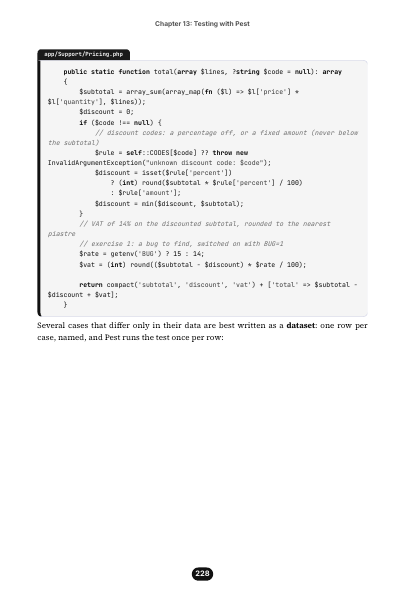 Chapter 13: Testing with Pest
app/Support/Pricing.php
public static function total(array $lines, ?string $code = null): array
{
$subtotal = array_sum(array_map(fn ($l) => $l['price'] *
$l['quantity'], $lines));
$discount = 0;
if ($code !== null) {
// discount codes: a percentage off, or a fixed amount (never below
the subtotal)
$rule = self::CODES[$code] ?? throw new
InvalidArgumentException("unknown discount code: $code");
$discount = isset($rule['percent'])
? (int) round($subtotal * $rule['percent'] / 100)
: $rule['amount'];
$discount = min($discount, $subtotal);
}
// VAT of 14% on the discounted subtotal, rounded to the nearest
piastre
// exercise 1: a bug to find, switched on with BUG=1
$rate = getenv('BUG') ? 15 : 14;
$vat = (int) round(($subtotal - $discount) * $rate / 100);
return compact('subtotal', 'discount', 'vat') + ['total' => $subtotal -
$discount + $vat];
}
Several cases that differ only in their data are best written as a dataset: one row per
case, named, and Pest runs the test once per row:
228